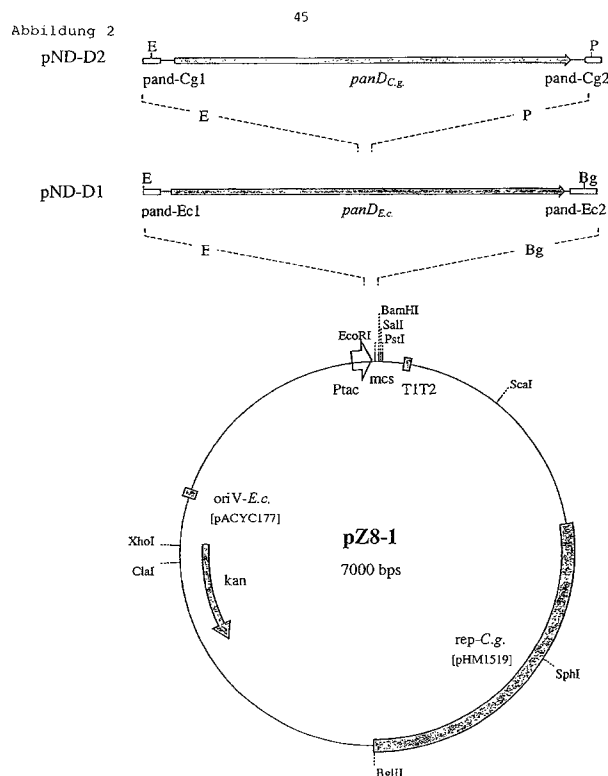 45
Abbildung 2
pND-D2
E
P
pand-Cg1
panD C.g.
pand-Cg2
E
P
pND-D1
E
Bg
pand-Ec1
panD E.c.
pand-Ec2
E
Bg
BamHI
SalI
PstI
EcoRI
Ptac
mcs
T1T2
ScaI
oriV-E.c.
[pACYC177]
XhoI
ClaI
kan
pZ8-1
7000 bps
rep-C.g.
[pHM1519]
SphI
BglII